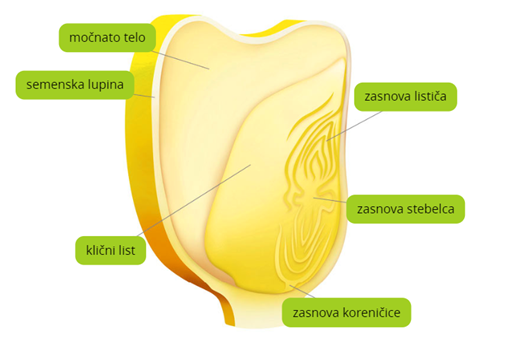 močnato telo
semenska lupina
zasnova lističa
zasnova stebelca
klični list
zasnova koreničice